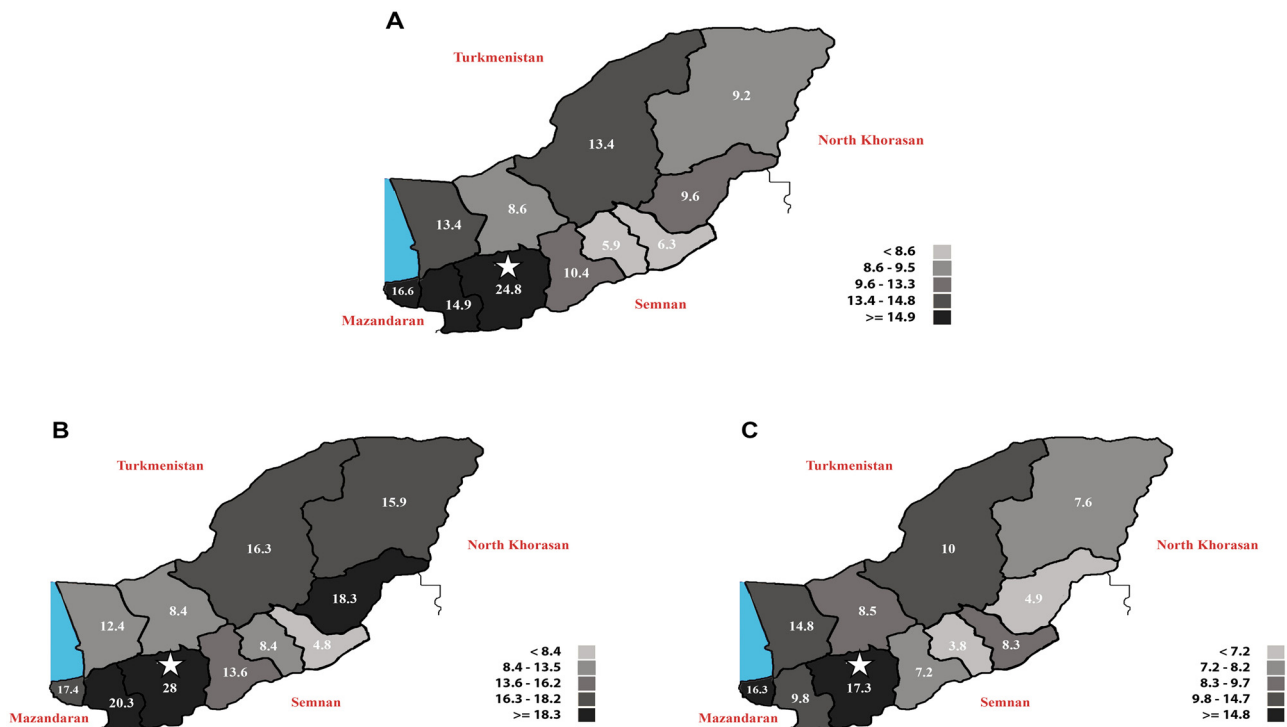 A
Turkmenistan
9.2
North Khorasan
13.4
9.6
13.4
8.6
5.9
6.3
10.4
16.6
14.9
24.8
Semnan
Mazandaran
< 8.6
8.6 - 9.5
9.6 - 13.3
13.4 - 14.8
>= 14.9
B
Turkmenistan
15.9
North Khorasan
16.3
18.3
12.4
8.4
8.4
4.8
13.6
17.4
20.3
28
Semnan
Mazandaran
< 8.4
8.4 - 13.5
13.6 - 16.2
16.3 - 18.2
>= 18.3
C
Turkmenistan
7.6
North Khorasan
10
4.9
14.8
8.5
3.8
8.3
7.2
16.3
9.8
17.3
Semnan
Mazandaran
< 7.2
7.2 - 8.2
8.3 - 9.7
9.8 - 14.7
>= 14.8